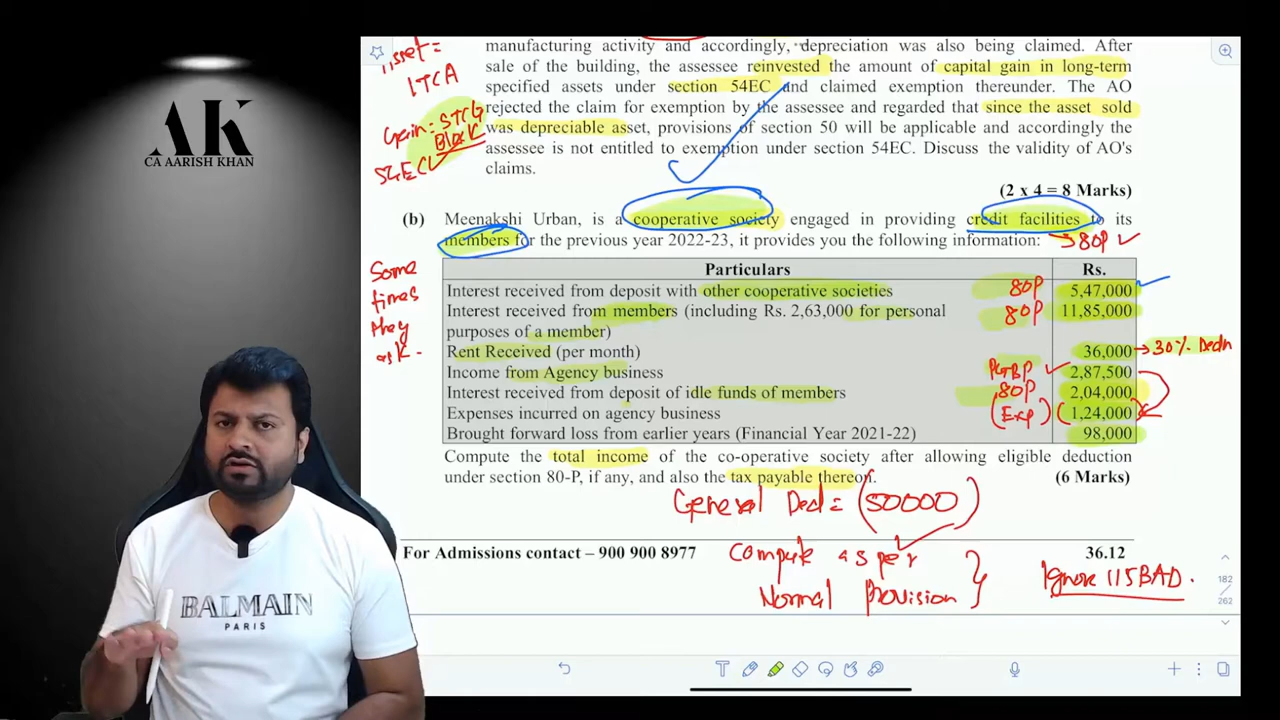 Asset =
LTCA
Gain = STCG
Block
54EC
manufacturing activity and accordingly, depreciation was also being claimed. After
sale of the building, the assessee reinvested the amount of capital gain in long-term
specified assets under section 54EC and claimed exemption thereunder. The AO
rejected the claim for exemption by the assessee and regarded that since the asset sold
was depreciable asset, provisions of section 50 will be applicable and accordingly the
assessee is not entitled to exemption under section 54EC. Discuss the validity of AO's
claims.
(2 x 4 = 8 Marks)
AK
CA AARISH KHAN
(b) Meenakshi Urban, is a cooperative society engaged in providing credit facilities to its
members for the previous year 2022-23, it provides you the following information: → 80P ✓
Some
times
they
ask.
Particulars Rs.
Interest received from deposit with other cooperative societies 80P 5,47,000
Interest received from members (including Rs. 2,63,000 for personal 80P 11,85,000
purposes of a member)
Rent Received (per month) 36,000 → 30% Dedn
Income from Agency business PGBP ✓ 2,87,500
Interest received from deposit of idle funds of members 80P 2,04,000
Expenses incurred on agency business (Exp) (1,24,000)
Brought forward loss from earlier years (Financial Year 2021-22) 98,000
Compute the total income of the co-operative society after allowing eligible deduction
under section 80-P, if any, and also the tax payable thereon. (6 Marks)
General Ded = (50000)
For Admissions contact – 900 900 8977 36.12
Compute as per
Normal Provision
Ignore 115BAD.
182
/
262
BALMAIN
PARIS
T